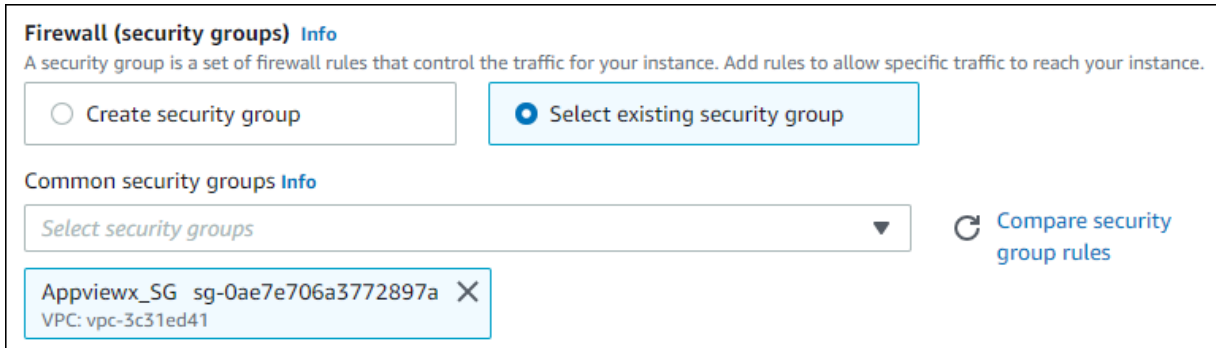 Firewall (security groups) Info
A security group is a set of firewall rules that control the traffic for your instance. Add rules to allow specific traffic to reach your instance.
Create security group
Select existing security group
Common security groups Info
Select security groups
Compare security
group rules
Appviewx_SG sg-0ae7e706a3772897a
VPC: vpc-3c31ed41